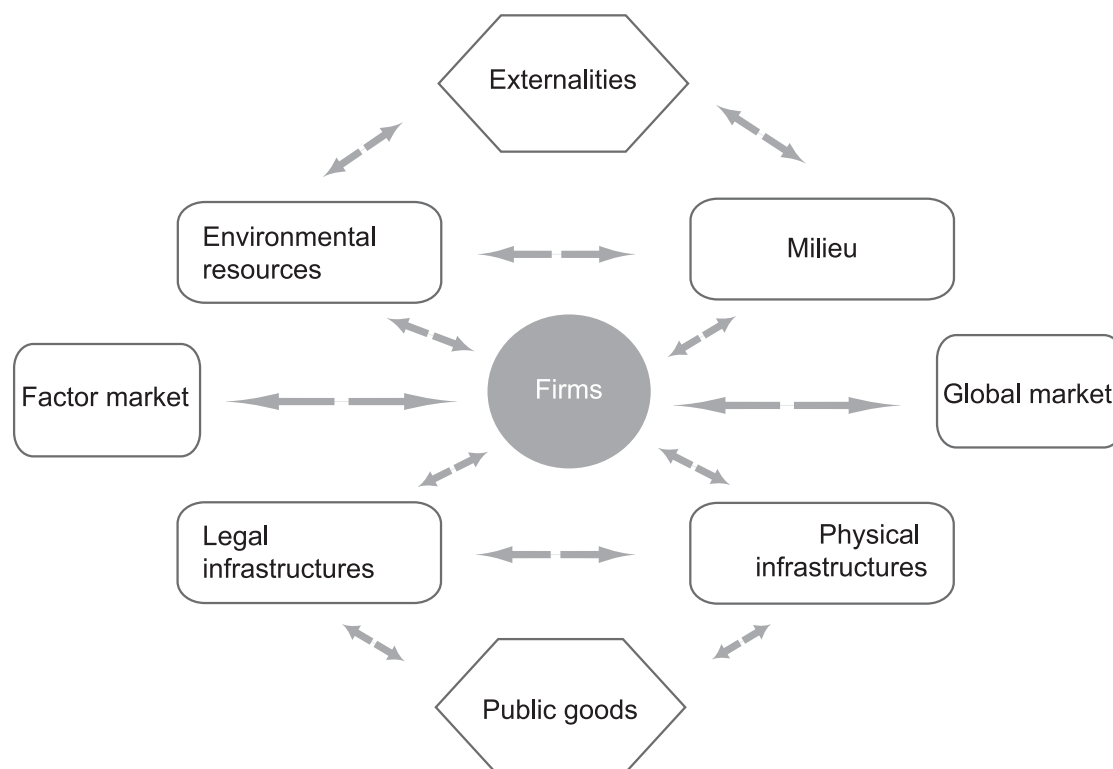 Externalities
Environmental
resources
Milieu
Factor market
Firms
Global market
Legal
infrastructures
Physical
infrastructures
Public goods